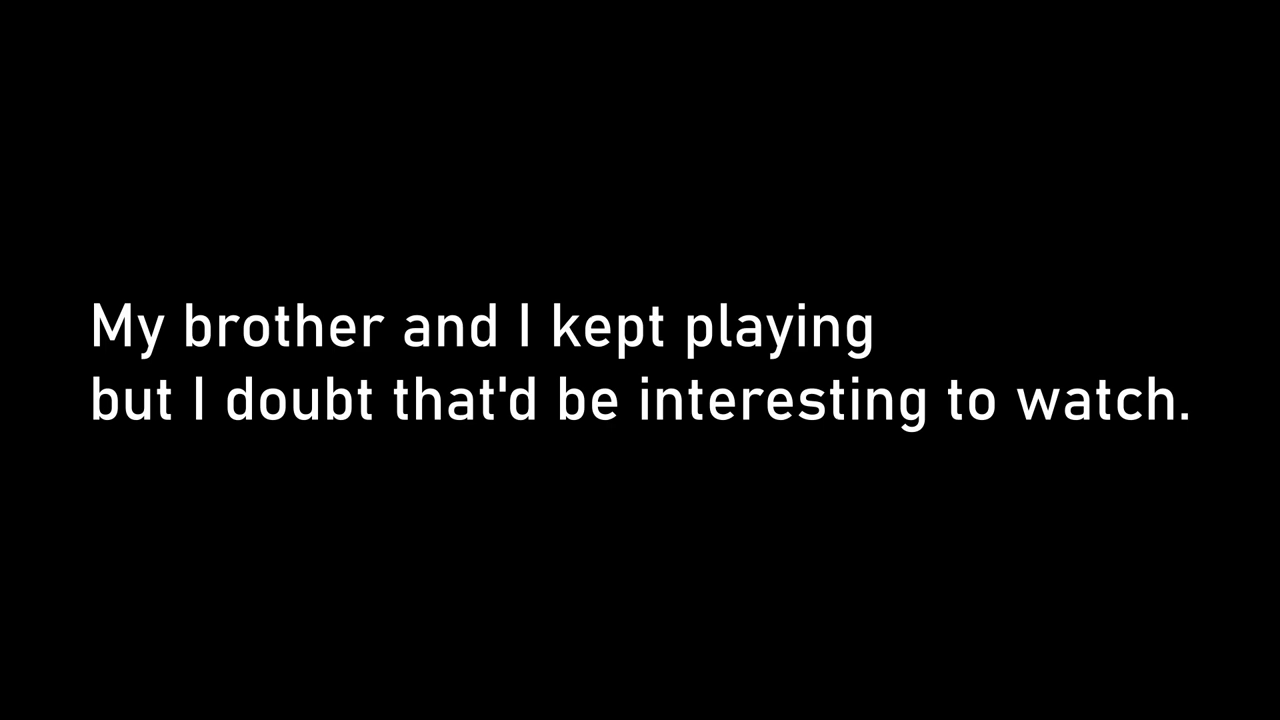 My brother and I kept playing
but I doubt that'd be interesting to watch.